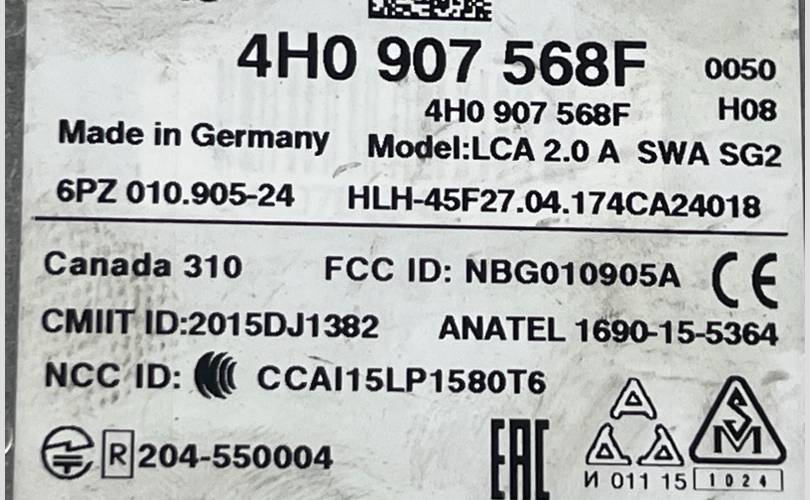 4H0 907 568F 0050
4H0 907 568F H08
Made in Germany Model:LCA 2.0 A SWA SG2
6PZ 010.905-24 HLH-45F27.04.174CA24018
Canada 310 FCC ID: NBG010905A CE
CMIIT ID:2015DJ1382 ANATEL 1690-15-5364
NCC ID: CCAI15LP1580T6
R 204-550004 EAC
И 011 15 1024